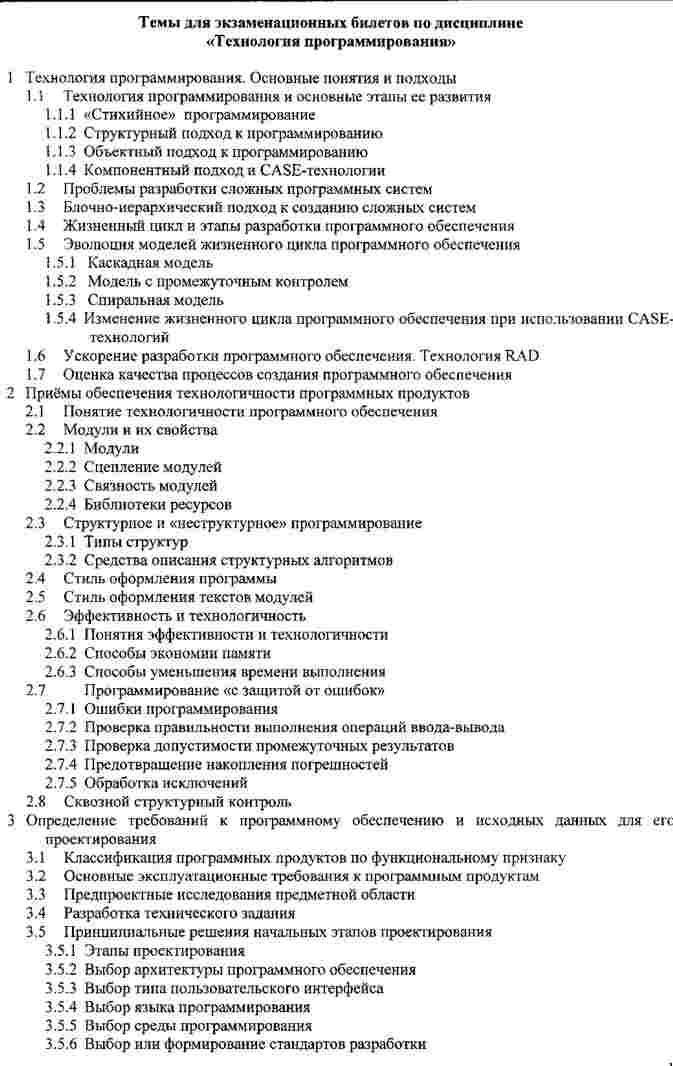 Темы для экзаменационных билетов по дисциплине
«Технология программирования»
1 Технология программирования. Основные понятия и подходы
1.1 Технология программирования и основные этапы ее развития
1.1.1 «Стихийное» программирование
1.1.2 Структурный подход к программированию
1.1.3 Объектный подход к программированию
1.1.4 Компонентный подход и CASE-технологии
1.2 Проблемы разработки сложных программных систем
1.3 Блочно-иерархический подход к созданию сложных систем
1.4 Жизненный цикл и этапы разработки программного обеспечения
1.5 Эволюция моделей жизненного цикла программного обеспечения
1.5.1 Каскадная модель
1.5.2 Модель с промежуточным контролем
1.5.3 Спиральная модель
1.5.4 Изменение жизненного цикла программного обеспечения при использовании CASE-
технологий
1.6 Ускорение разработки программного обеспечения. Технология RAD
1.7 Оценка качества процессов создания программного обеспечения
2 Приёмы обеспечения технологичности программных продуктов
2.1 Понятие технологичности программного обеспечения
2.2 Модули и их свойства
2.2.1 Модули
2.2.2 Сцепление модулей
2.2.3 Связность модулей
2.2.4 Библиотеки ресурсов
2.3 Структурное и «неструктурное» программирование
2.3.1 Типы структур
2.3.2 Средства описания структурных алгоритмов
2.4 Стиль оформления программы
2.5 Стиль оформления текстов модулей
2.6 Эффективность и технологичность
2.6.1 Понятия эффективности и технологичности
2.6.2 Способы экономии памяти
2.6.3 Способы уменьшения времени выполнения
2.7 Программирование «с защитой от ошибок»
2.7.1 Ошибки программирования
2.7.2 Проверка правильности выполнения операций ввода-вывода
2.7.3 Проверка допустимости промежуточных результатов
2.7.4 Предотвращение накопления погрешностей
2.7.5 Обработка исключений
2.8 Сквозной структурный контроль
3 Определение требований к программному обеспечению и исходных данных для его
проектирования
3.1 Классификация программных продуктов по функциональному признаку
3.2 Основные эксплуатационные требования к программным продуктам
3.3 Предпроектные исследования предметной области
3.4 Разработка технического задания
3.5 Принципиальные решения начальных этапов проектирования
3.5.1 Этапы проектирования
3.5.2 Выбор архитектуры программного обеспечения
3.5.3 Выбор типа пользовательского интерфейса
3.5.4 Выбор языка программирования
3.5.5 Выбор среды программирования
3.5.6 Выбор или формирование стандартов разработки